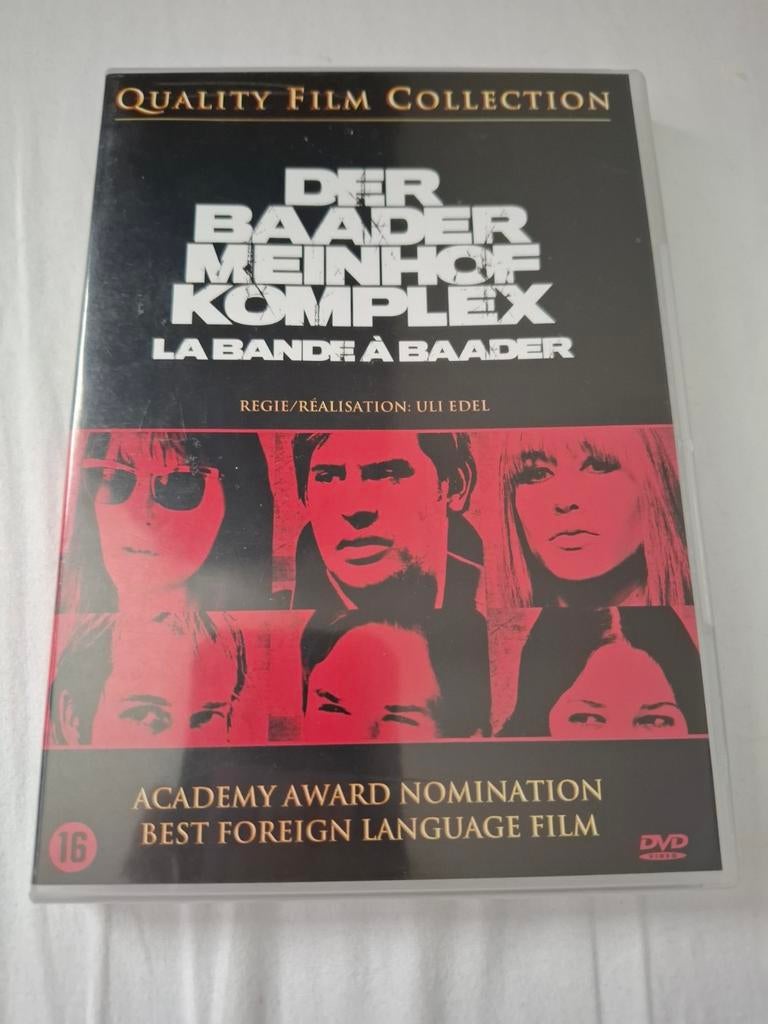 QUALITY FILM COLLECTION
DER
BAADER
MEINHOF
KOMPLEX
LA BANDE À BAADER
REGIE/RÉALISATION: ULI EDEL
ACADEMY AWARD NOMINATION
BEST FOREIGN LANGUAGE FILM
16
DVD
VIDEO